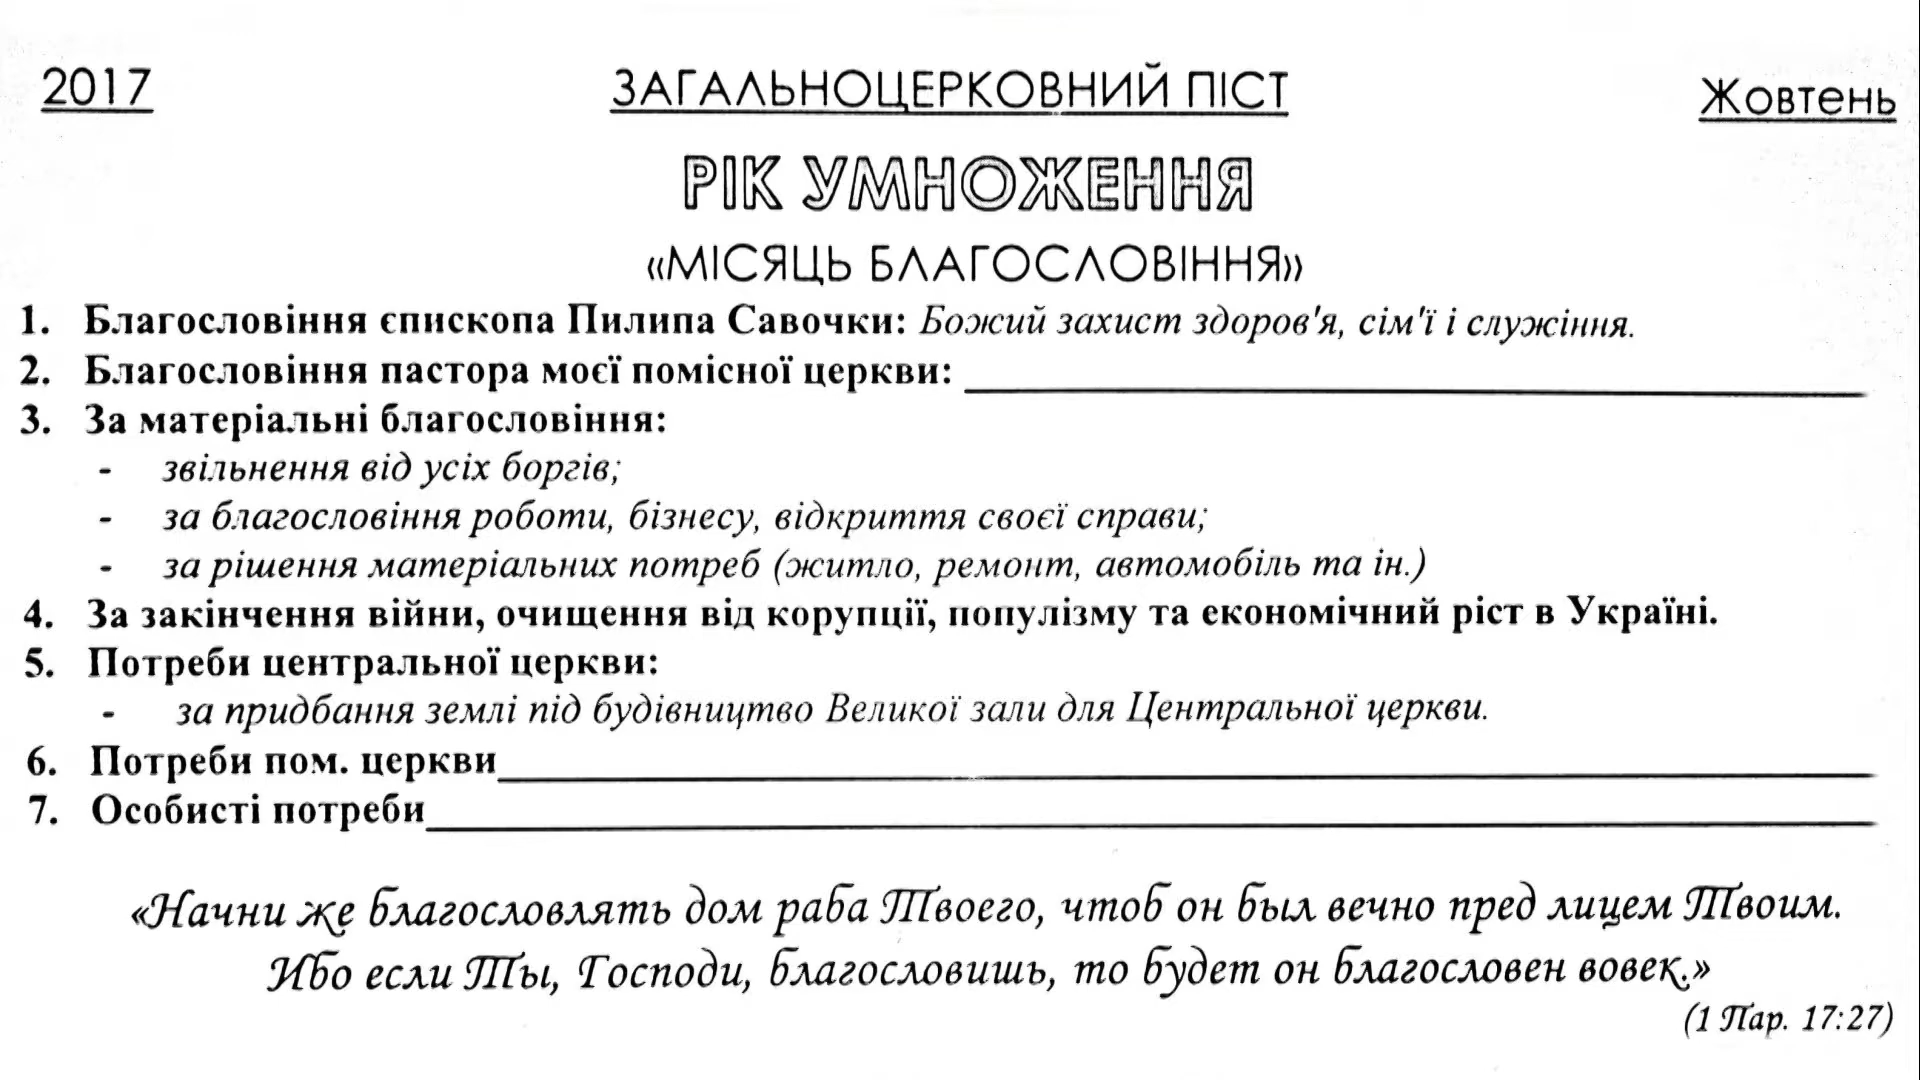 2017 ЗАГАЛЬНОЦЕРКОВНИЙ ПІСТ Жовтень
РІК УМНОЖЕННЯ
«МІСЯЦЬ БЛАГОСЛОВІННЯ»
1. Благословіння єпископа Пилипа Савочки: Божий захист здоров'я, сім'ї і служіння.
2. Благословіння пастора моєї помісної церкви:
3. За матеріальні благословіння:
- звільнення від усіх боргів;
- за благословіння роботи, бізнесу, відкриття своєї справи;
- за рішення матеріальних потреб (житло, ремонт, автомобіль та ін.)
4. За закінчення війни, очищення від корупції, популізму та економічний ріст в Україні.
5. Потреби центральної церкви:
- за придбання землі під будівництво Великої зали для Центральної церкви.
6. Потреби пом. церкви
7. Особисті потреби
«Начни же благословлять дом раба Твоего, чтоб он был вечно пред лицем Твоим.
Ибо если Ты, Господи, благословишь, то будет он благословен вовек.»
(1 Пар. 17:27)